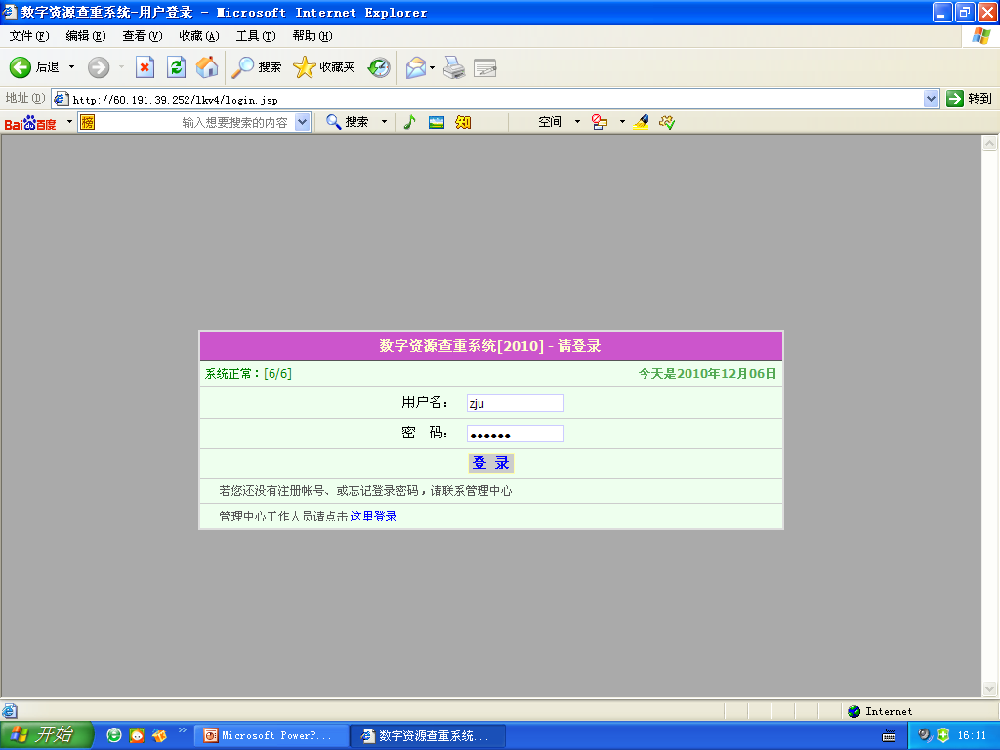 数字资源查重系统-用户登录 - Microsoft Internet Explorer
文件(F) 编辑(E) 查看(V) 收藏(A) 工具(T) 帮助(H)
后退 搜索 收藏夹
地址(D) http://60.191.39.252/lkv4/login.jsp 转到
Bai百度 榜 输入想要搜索的内容 搜索 知 空间
数字资源查重系统[2010] - 请登录
系统正常：[6/6] 今天是2010年12月06日
用户名： zju
密 码： ●●●●●●
登 录
若您还没有注册帐号、或忘记登录密码，请联系管理中心
管理中心工作人员请点击 这里登录
Internet
开始 Microsoft PowerP... 数字资源查重系统... 16:11